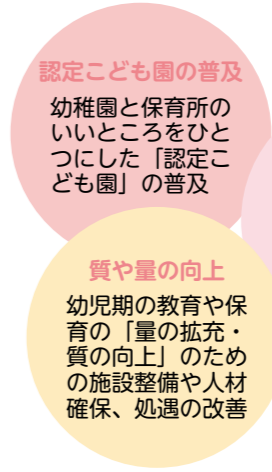 認定こども園の普及
幼稚園と保育所の
いいところをひと
つにした「認定こ
ども園」の普及
質や量の向上
幼児期の教育や保
育の「量の拡充・
質の向上」のため
の施設整備や人材
確保、処遇の改善